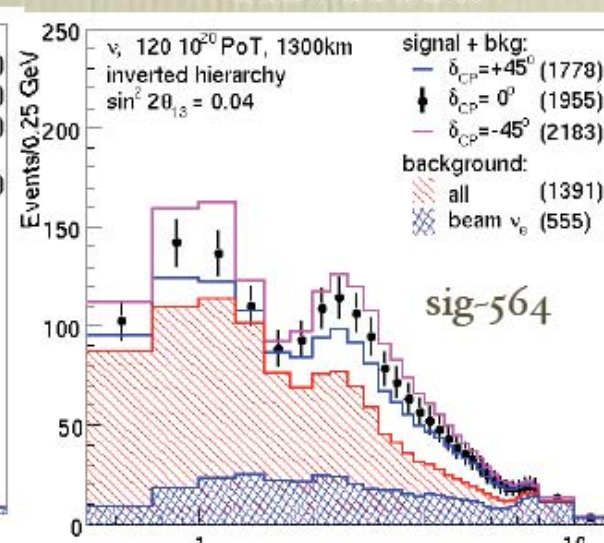 250
200
150
100
50
0
Events/0.25 GeV
ν, 120 10²⁰ PoT, 1300km
inverted hierarchy
sin² 2θ₁₃ = 0.04
signal + bkg:
δCP=+45° (1778)
δCP= 0° (1955)
δCP=-45° (2183)
background:
all (1391)
beam νe (555)
sig-564
1
10